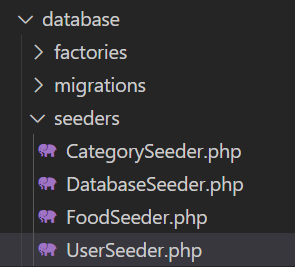 database
factories
migrations
seeders
CategorySeeder.php
DatabaseSeeder.php
FoodSeeder.php
UserSeeder.php